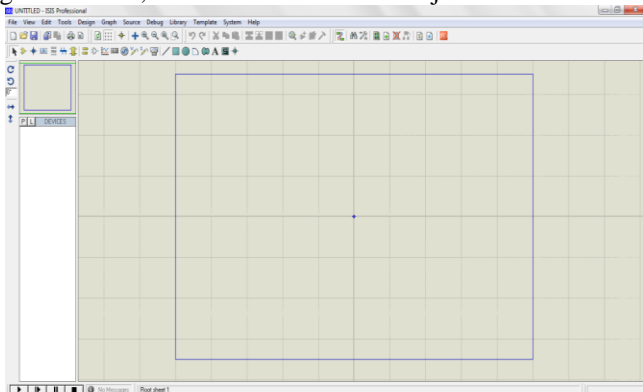 UNTITLED - ISIS Professional
File View Edit Tools Design Graph Source Debug Library Template System Help
P L DEVICES
No Messages Root sheet 1